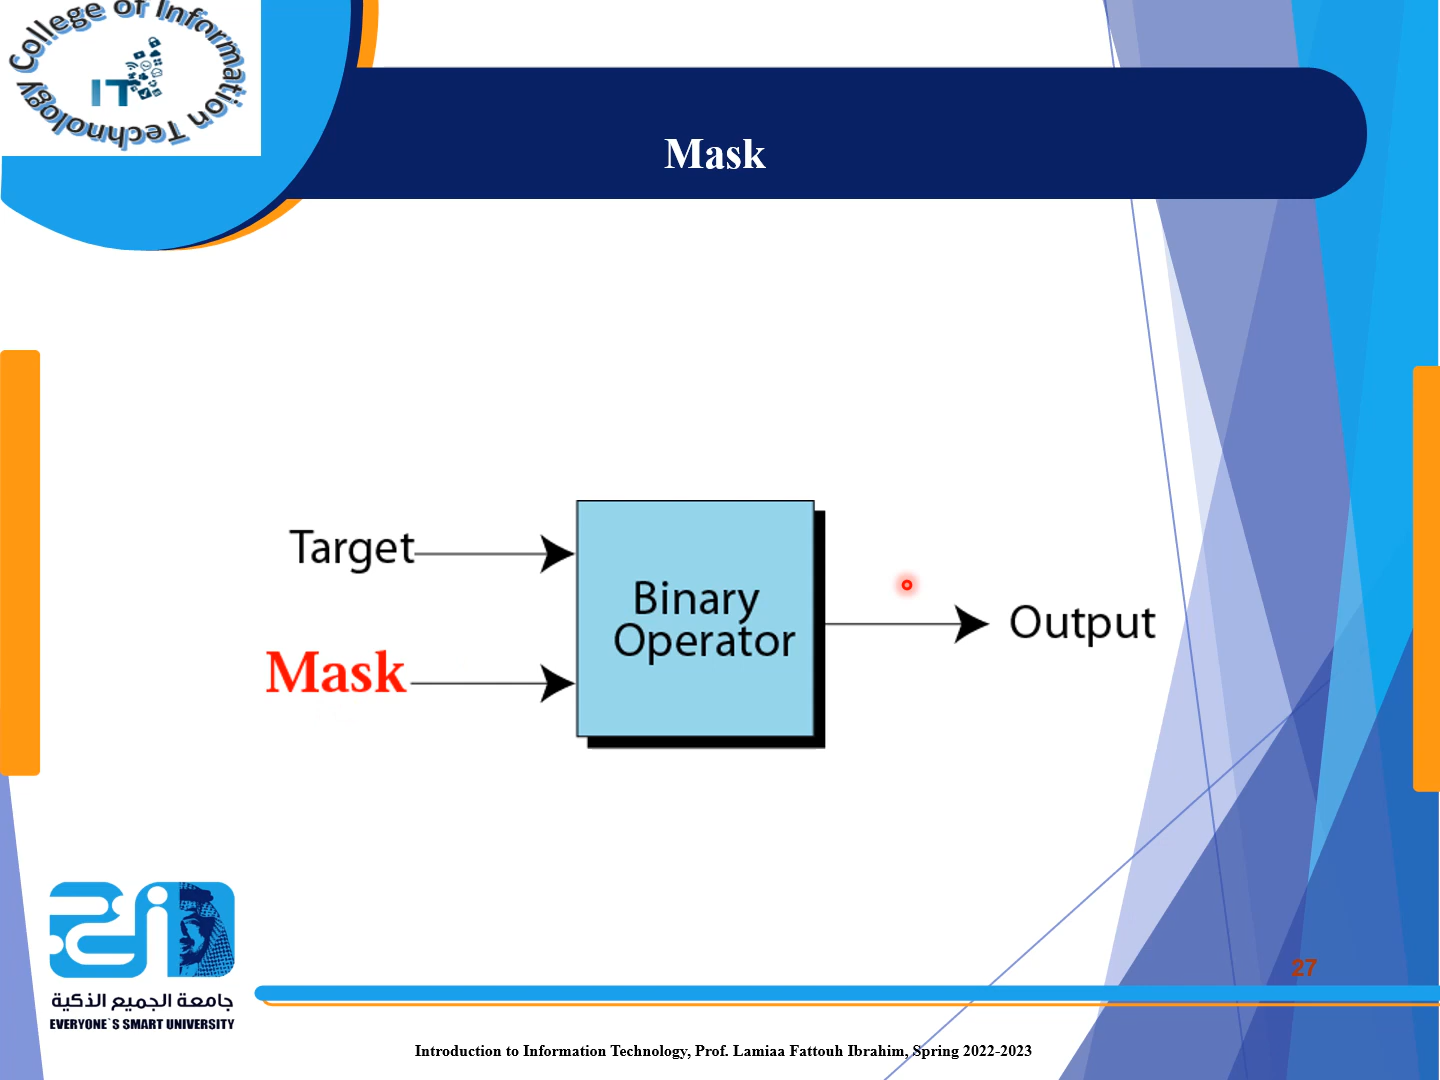 College of Information Technology
IT
Mask
Target
Mask
Binary
Operator
Output
27
جامعة الجميع الذكية
EVERYONE`S SMART UNIVERSITY
Introduction to Information Technology, Prof. Lamiaa Fattouh Ibrahim, Spring 2022-2023